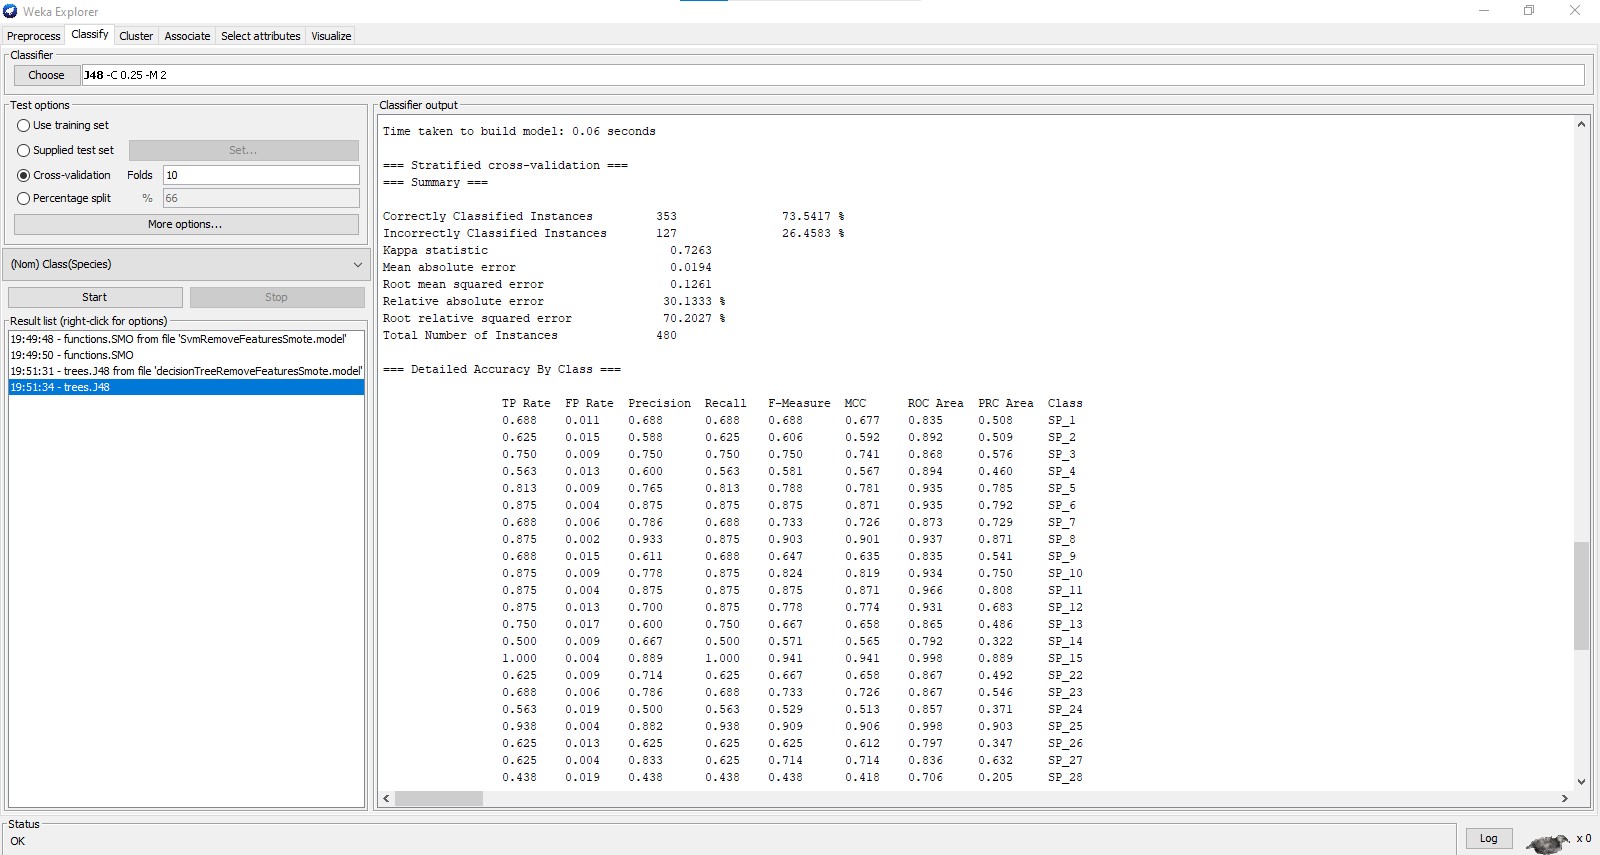 Weka Explorer
Preprocess Classify Cluster Associate Select attributes Visualize
Classifier
Choose J48 -C 0.25 -M 2
Test options
Use training set
Supplied test set Set...
Cross-validation Folds 10
Percentage split % 66
More options...
(Nom) Class(Species)
Start Stop
Result list (right-click for options)
19:49:48 - functions.SMO from file 'SvmRemoveFeaturesSmote.model'
19:49:50 - functions.SMO
19:51:31 - trees.J48 from file 'decisionTreeRemoveFeaturesSmote.model'
19:51:34 - trees.J48
Classifier output
Time taken to build model: 0.06 seconds
=== Stratified cross-validation ===
=== Summary ===
Correctly Classified Instances 353 73.5417 %
Incorrectly Classified Instances 127 26.4583 %
Kappa statistic 0.7263
Mean absolute error 0.0194
Root mean squared error 0.1261
Relative absolute error 30.1333 %
Root relative squared error 70.2027 %
Total Number of Instances 480
=== Detailed Accuracy By Class ===
TP Rate FP Rate Precision Recall F-Measure MCC ROC Area PRC Area Class
0.688 0.011 0.688 0.688 0.688 0.677 0.835 0.508 SP_1
0.625 0.015 0.588 0.625 0.606 0.592 0.892 0.509 SP_2
0.750 0.009 0.750 0.750 0.750 0.741 0.868 0.576 SP_3
0.563 0.013 0.600 0.563 0.581 0.567 0.894 0.460 SP_4
0.813 0.009 0.765 0.813 0.788 0.781 0.935 0.785 SP_5
0.875 0.004 0.875 0.875 0.875 0.871 0.935 0.792 SP_6
0.688 0.006 0.786 0.688 0.733 0.726 0.873 0.729 SP_7
0.875 0.002 0.933 0.875 0.903 0.901 0.937 0.871 SP_8
0.688 0.015 0.611 0.688 0.647 0.635 0.835 0.541 SP_9
0.875 0.009 0.778 0.875 0.824 0.819 0.934 0.750 SP_10
0.875 0.004 0.875 0.875 0.875 0.871 0.966 0.808 SP_11
0.875 0.013 0.700 0.875 0.778 0.774 0.931 0.683 SP_12
0.750 0.017 0.600 0.750 0.667 0.658 0.865 0.486 SP_13
0.500 0.009 0.667 0.500 0.571 0.565 0.792 0.322 SP_14
1.000 0.004 0.889 1.000 0.941 0.941 0.998 0.889 SP_15
0.625 0.009 0.714 0.625 0.667 0.658 0.867 0.492 SP_22
0.688 0.006 0.786 0.688 0.733 0.726 0.867 0.546 SP_23
0.563 0.019 0.500 0.563 0.529 0.513 0.857 0.371 SP_24
0.938 0.004 0.882 0.938 0.909 0.906 0.998 0.903 SP_25
0.625 0.013 0.625 0.625 0.625 0.612 0.797 0.347 SP_26
0.625 0.004 0.833 0.625 0.714 0.714 0.836 0.632 SP_27
0.438 0.019 0.438 0.438 0.438 0.418 0.706 0.205 SP_28
Status
OK
Log x 0